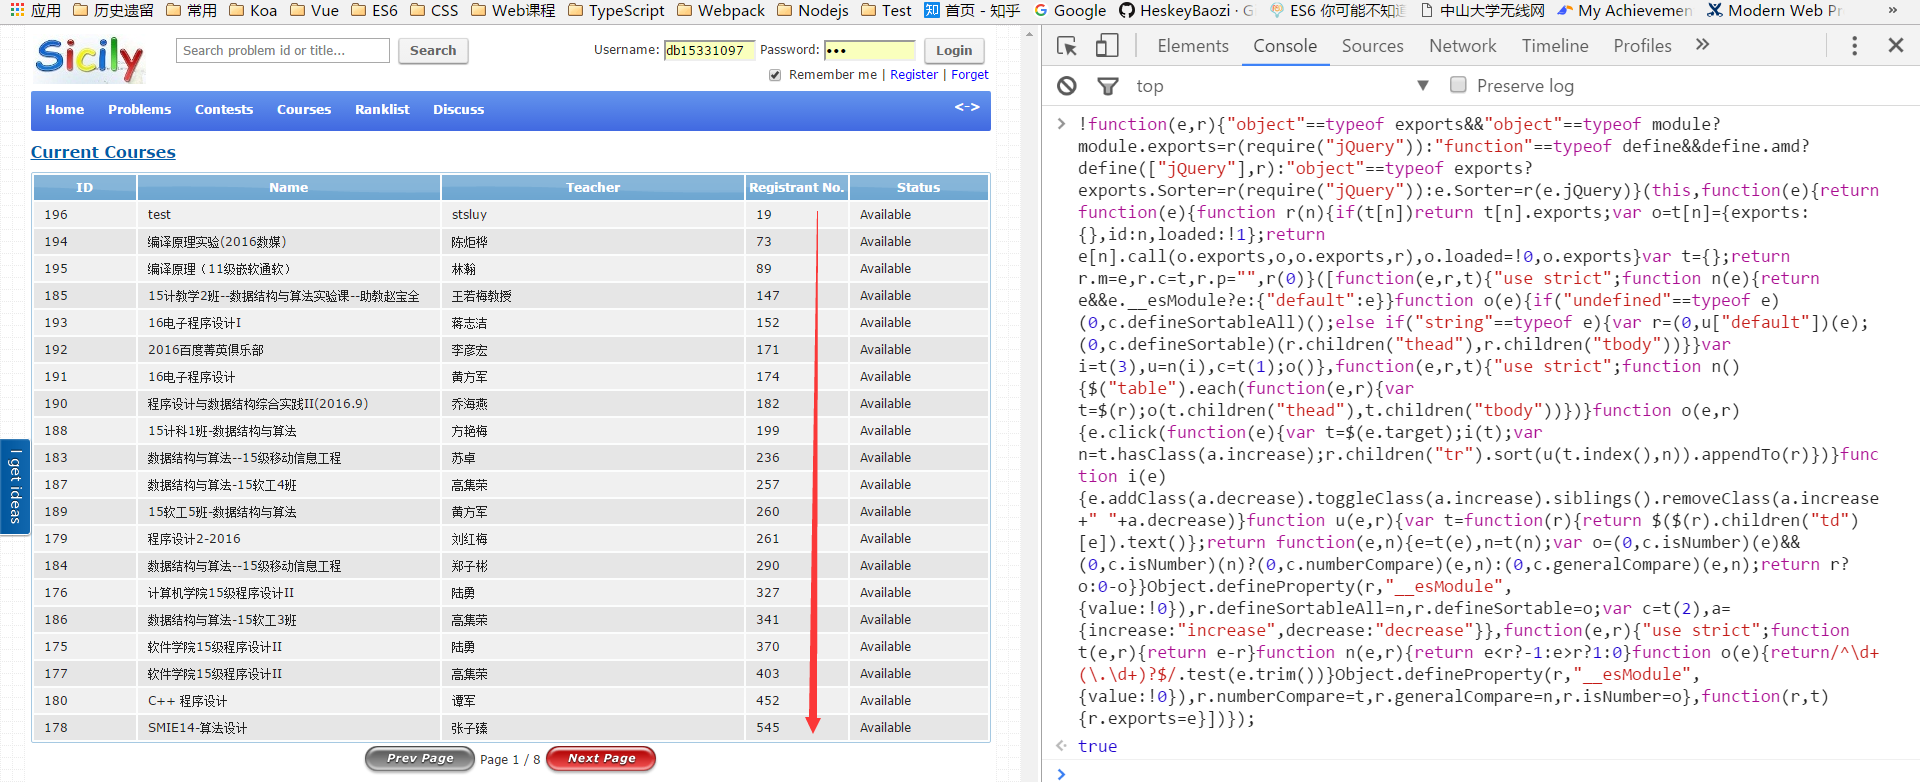 应用 历史遗留 常用 Koa Vue ES6 CSS Web课程 TypeScript Webpack Nodejs Test 知 首页 - 知乎 Google HeskeyBaozi · G ES6 你可能不知道 中山大学无线网 My Achievemen Modern Web Pr »
Sicily
Search problem id or title...
Search
Username: db15331097 Password: ••• Login
Remember me | Register | Forget
Home Problems Contests Courses Ranklist Discuss <->
Current Courses
ID Name Teacher Registrant No. Status
196 test stsluy 19 Available
194 编译原理实验(2016数媒) 陈炬桦 73 Available
195 编译原理（11级嵌软通软） 林瀚 89 Available
185 15计教学2班--数据结构与算法实验课--助教赵宝全 王若梅教授 147 Available
193 16电子程序设计I 蒋志洁 152 Available
192 2016百度菁英俱乐部 李彦宏 171 Available
191 16电子程序设计 黄方军 174 Available
190 程序设计与数据结构综合实践II(2016.9) 乔海燕 182 Available
188 15计科1班-数据结构与算法 方艳梅 199 Available
183 数据结构与算法--15级移动信息工程 苏卓 236 Available
187 数据结构与算法-15软工4班 高集荣 257 Available
189 15软工5班-数据结构与算法 黄方军 260 Available
179 程序设计2-2016 刘红梅 261 Available
184 数据结构与算法--15级移动信息工程 郑子彬 290 Available
176 计算机学院15级程序设计II 陆勇 327 Available
186 数据结构与算法-15软工3班 高集荣 341 Available
175 软件学院15级程序设计II 陆勇 370 Available
177 软件学院15级程序设计II 高集荣 403 Available
180 C++ 程序设计 谭军 452 Available
178 SMIE14-算法设计 张子臻 545 Available
Prev Page Page 1 / 8 Next Page
I get ideas
Elements Console Sources Network Timeline Profiles »
top ▼ Preserve log
> !function(e,r){"object"==typeof exports&&"object"==typeof module?
module.exports=r(require("jQuery")):"function"==typeof define&&define.amd?
define(["jQuery"],r):"object"==typeof exports?
exports.Sorter=r(require("jQuery")):e.Sorter=r(e.jQuery)}(this,function(e){return
function(e){function r(n){if(t[n])return t[n].exports;var o=t[n]={exports:
{},id:n,loaded:!1};return
e[n].call(o.exports,o,o.exports,r),o.loaded=!0,o.exports}var t={};return
r.m=e,r.c=t,r.p="",r(0)}([function(e,r,t){"use strict";function n(e){return
e&&e.__esModule?e:{"default":e}}function o(e){if("undefined"==typeof e)
(0,c.defineSortableAll)();else if("string"==typeof e){var r=(0,u["default"])(e);
(0,c.defineSortable)(r.children("thead"),r.children("tbody"))}}var
i=t(3),u=n(i),c=t(1);o()},function(e,r,t){"use strict";function n()
{$("table").each(function(e,r){var
t=$(r);o(t.children("thead"),t.children("tbody"))})}function o(e,r)
{e.click(function(e){var t=$(e.target);i(t);var
n=t.hasClass(a.increase);r.children("tr").sort(u(t.index(),n)).appendTo(r)})}func
tion i(e)
{e.addClass(a.decrease).toggleClass(a.increase).siblings().removeClass(a.increase
+" "+a.decrease)}function u(e,r){var t=function(r){return $($(r).children("td")
[e]).text()};return function(e,n){e=t(e),n=t(n);var o=(0,c.isNumber)(e)&&
(0,c.isNumber)(n)?(0,c.numberCompare)(e,n):(0,c.generalCompare)(e,n);return r?
o:0-o}}Object.defineProperty(r,"__esModule",
{value:!0}),r.defineSortableAll=n,r.defineSortable=o;var c=t(2),a=
{increase:"increase",decrease:"decrease"}},function(e,r){"use strict";function
t(e,r){return e-r}function n(e,r){return e<r?-1:e>r?1:0}function o(e){return/^\d+
(\.\d+)?$/.test(e.trim())}Object.defineProperty(r,"__esModule",
{value:!0}),r.numberCompare=t,r.generalCompare=n,r.isNumber=o},function(r,t)
{r.exports=e}])});
true
>